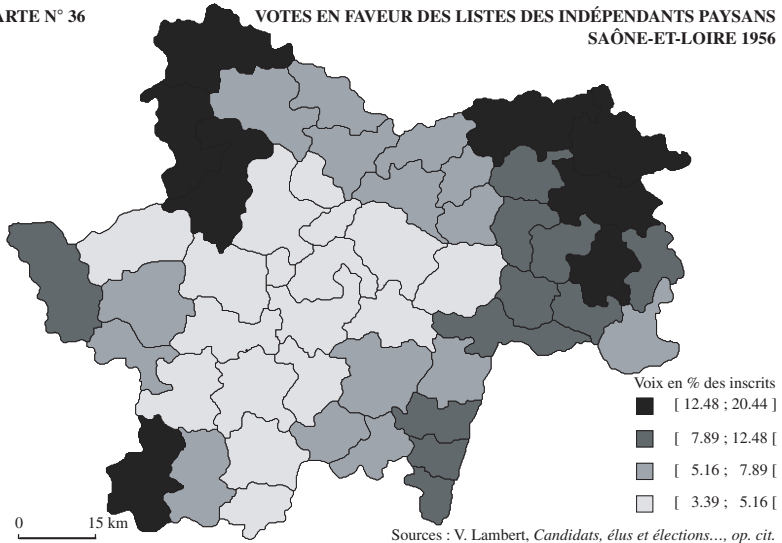 ARTE N° 36
VOTES EN FAVEUR DES LISTES DES INDÉPENDANTS PAYSANS
SAÔNE-ET-LOIRE 1956
Voix en % des inscrits
[ 12.48 ; 20.44 ]
[ 7.89 ; 12.48 [
[ 5.16 ; 7.89 [
[ 3.39 ; 5.16 [
0 15 km
Sources : V. Lambert, Candidats, élus et élections..., op. cit.